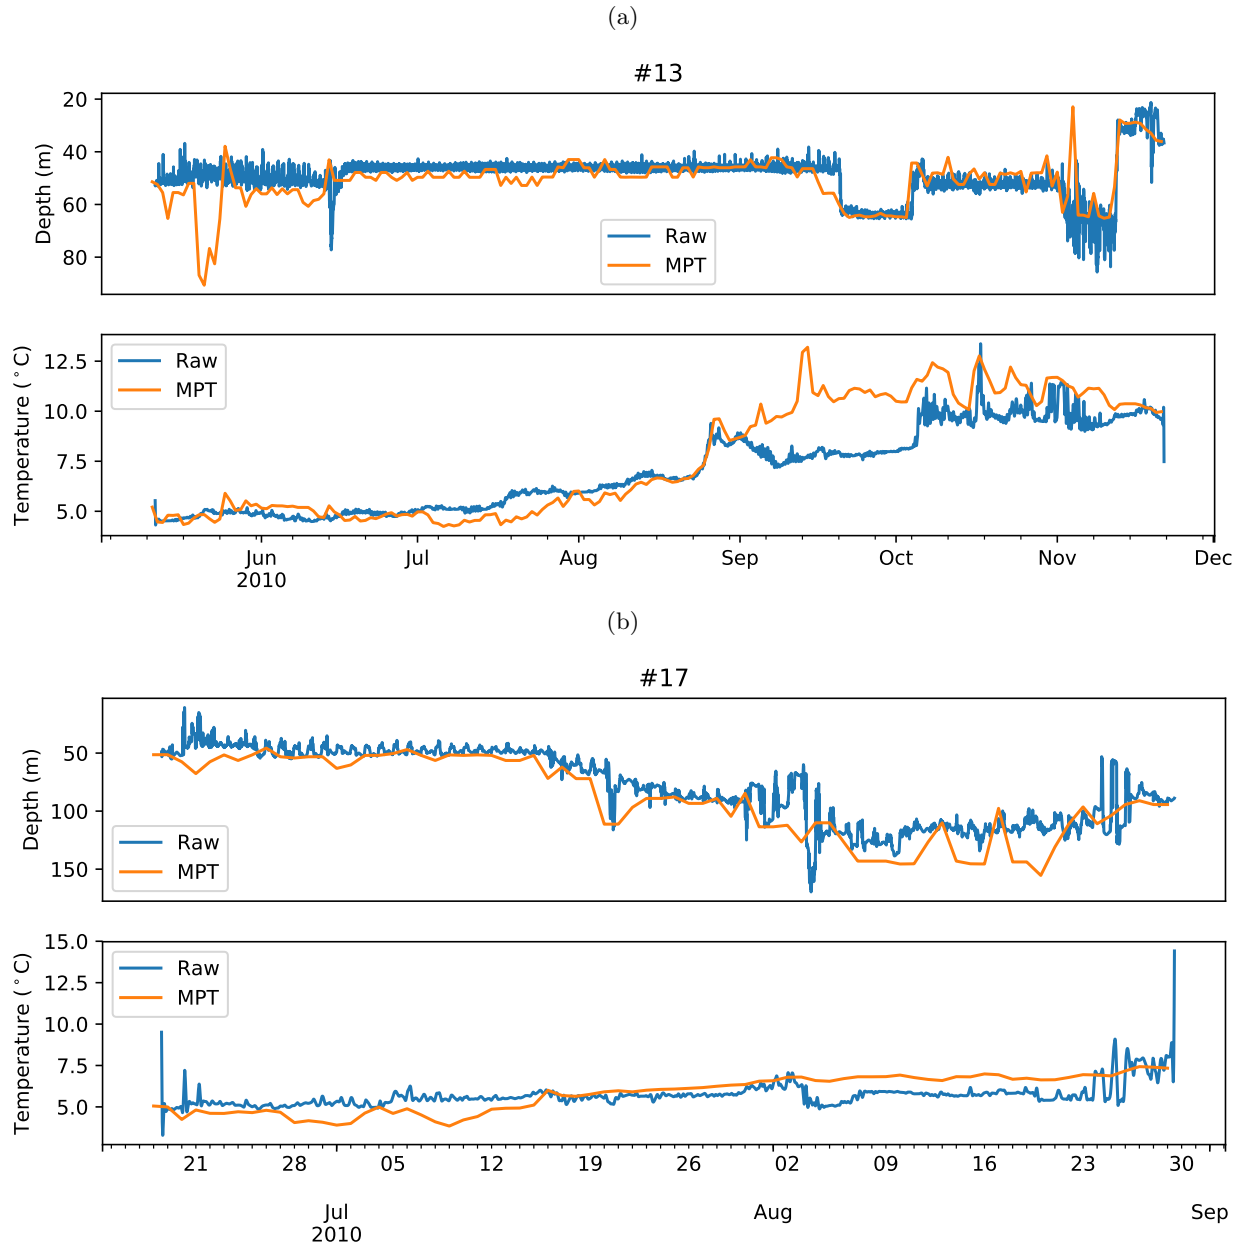 (a)
#13
20
40
60
80
Depth (m)
Raw
MPT
12.5
10.0
7.5
5.0
Temperature (°C)
Raw
MPT
Jun Jul Aug Sep Oct Nov Dec
2010
(b)
#17
50
100
150
Depth (m)
Raw
MPT
15.0
12.5
10.0
7.5
5.0
Temperature (°C)
Raw
MPT
21 28 05 12 19 26 02 09 16 23 30
Jul Aug Sep
2010